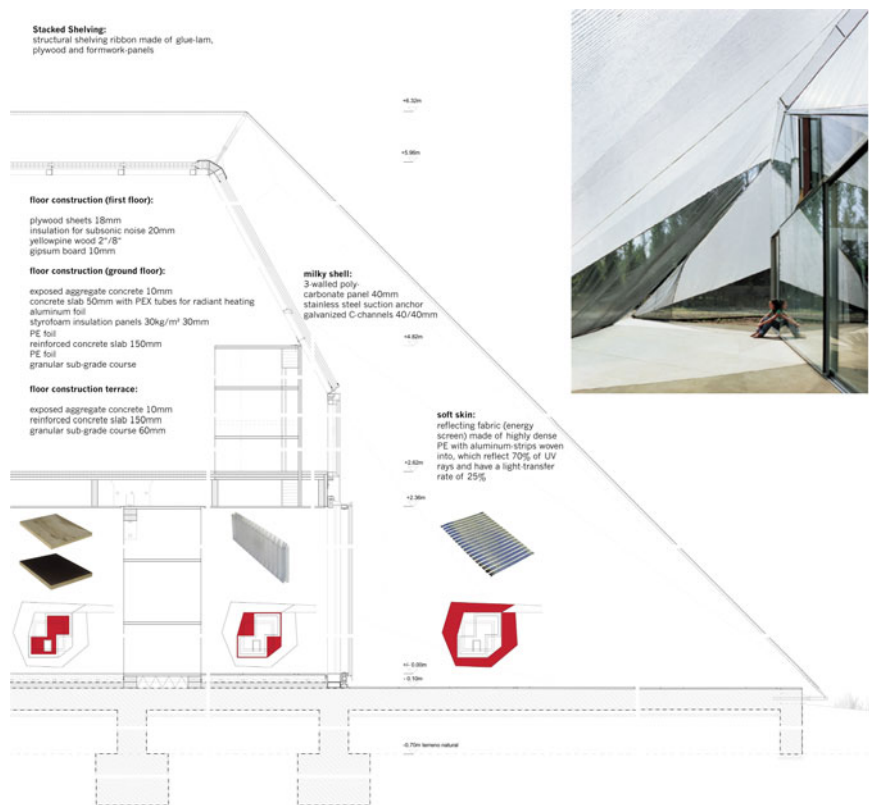 Stacked Shelving:
structural shelving ribbon made of glue-lam,
plywood and formwork-panels
+6.32m
+5.86m
floor construction (first floor):
plywood sheets 18mm
insulation for subsonic noise 20mm
yellowpine wood 2"/8"
gipsum board 10mm
floor construction (ground floor):
exposed aggregate concrete 10mm
concrete slab 50mm with PEX tubes for radiant heating
aluminum foil
styrofoam insulation panels 30kg/m³ 30mm
PE foil
reinforced concrete slab 150mm
PE foil
granular sub-grade course
floor construction terrace:
exposed aggregate concrete 10mm
reinforced concrete slab 150mm
granular sub-grade course 60mm
milky shell:
3-walled poly-
carbonate panel 40mm
stainless steel suction anchor
galvanized C-channels 40/40mm
+4.62m
soft skin:
reflecting fabric (energy
screen) made of highly dense
PE with aluminum-strips woven
into, which reflect 70% of UV
rays and have a light-transfer
rate of 25%
+2.62m
+2.36m
+/- 0.00m
- 0.10m
-0.70m terreno natural